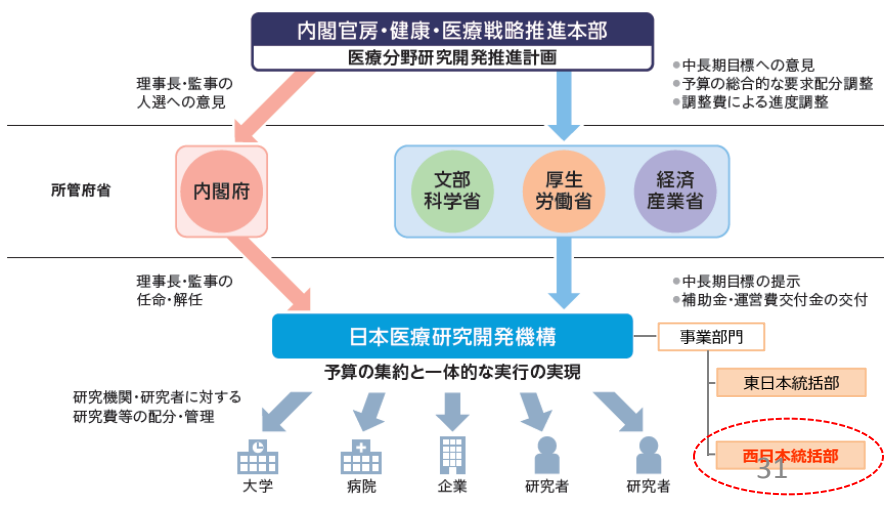 内閣官房・健康・医療戦略推進本部
医療分野研究開発推進計画
理事長・監事の
人選への意見
●中長期目標への意見
●予算の総合的な要求配分調整
●調整費による進度調整
所管府省
内閣府
文部
科学省
厚生
労働省
経済
産業省
理事長・監事の
任命・解任
●中長期目標の提示
●補助金・運営費交付金の交付
日本医療研究開発機構
事業部門
予算の集約と一体的な実行の実現
東日本統括部
研究機関・研究者に対する
研究費等の配分・管理
西日本統括部
31
大学
病院
企業
研究者
研究者